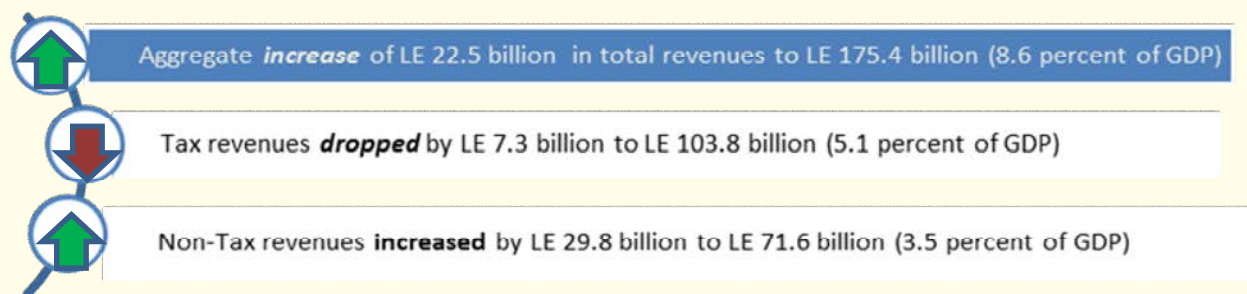 Aggregate increase of LE 22.5 billion in total revenues to LE 175.4 billion (8.6 percent of GDP)
Tax revenues dropped by LE 7.3 billion to LE 103.8 billion (5.1 percent of GDP)
Non-Tax revenues increased by LE 29.8 billion to LE 71.6 billion (3.5 percent of GDP)